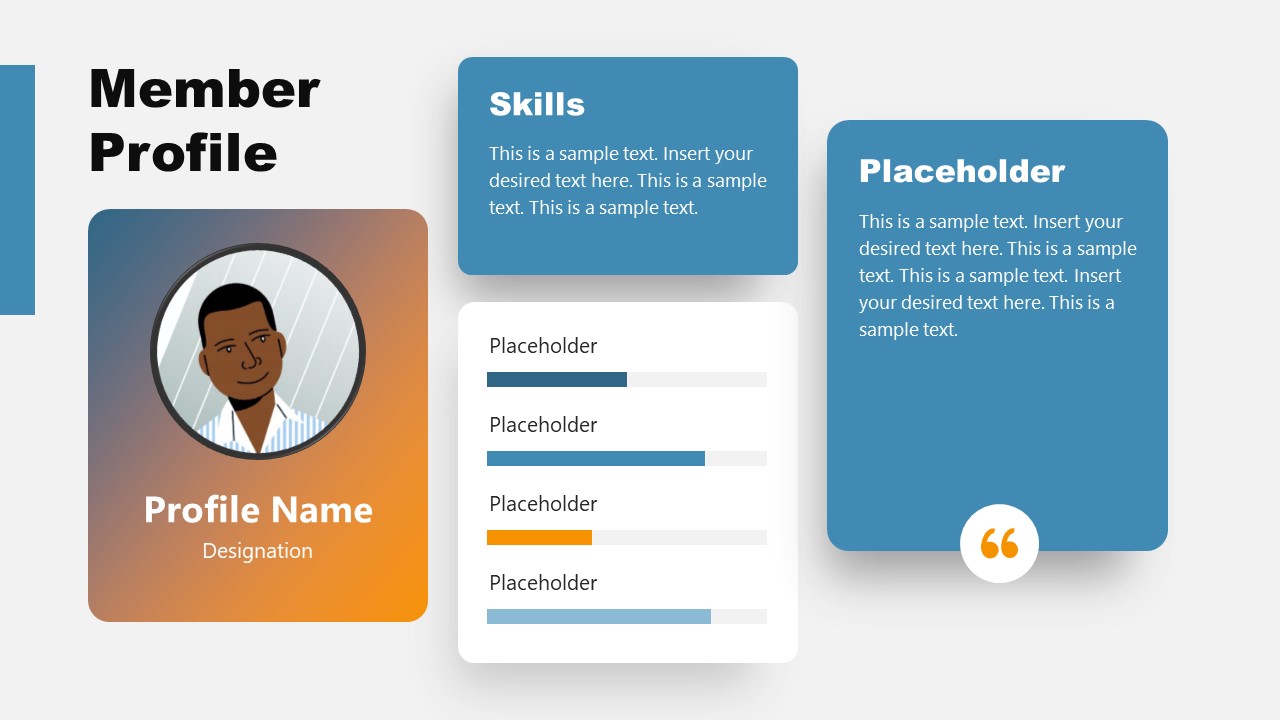 Member
Profile
Profile Name
Designation
Skills
This is a sample text. Insert your
desired text here. This is a sample
text. This is a sample text.
Placeholder
Placeholder
Placeholder
Placeholder
Placeholder
This is a sample text. Insert your
desired text here. This is a sample
text. This is a sample text. Insert
your desired text here. This is a
sample text.
“